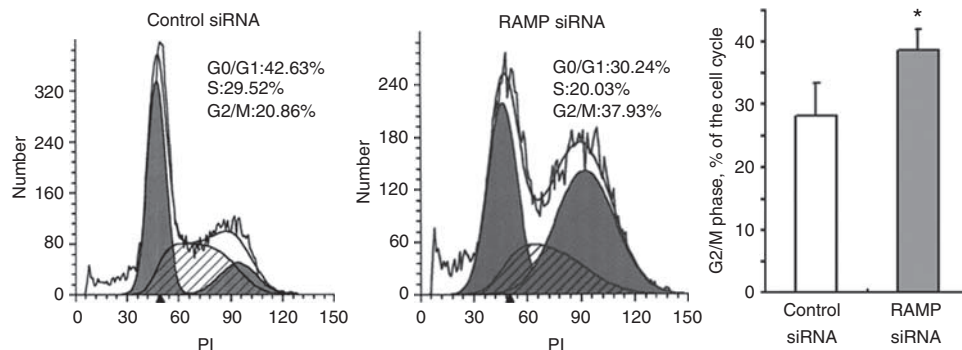 Control siRNA
G0/G1:42.63%
S:29.52%
G2/M:20.86%
Number
320
240
160
80
0
0 30 60 90 120 150
PI
RAMP siRNA
G0/G1:30.24%
S:20.03%
G2/M:37.93%
Number
240
180
120
60
0
0 30 60 90 120 150
PI
G2/M phase, % of the cell cycle
40
30
20
10
0
*
Control siRNA
RAMP siRNA